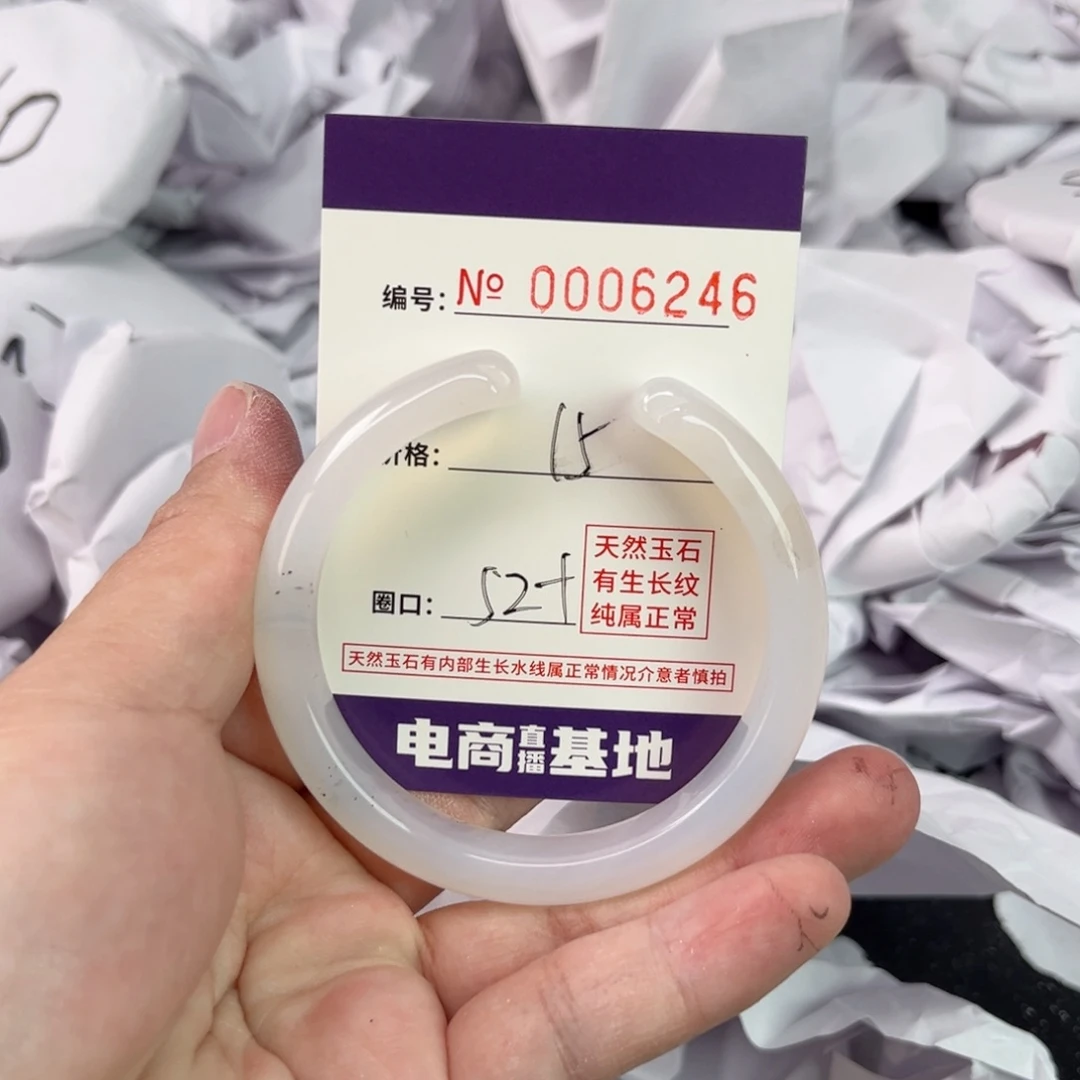 编号: № 0006246
价格: 15
圈口: 52+
天然玉石
有生长纹
纯属正常
天然玉石有内部生长水线属正常情况介意者慎拍
电商直播基地